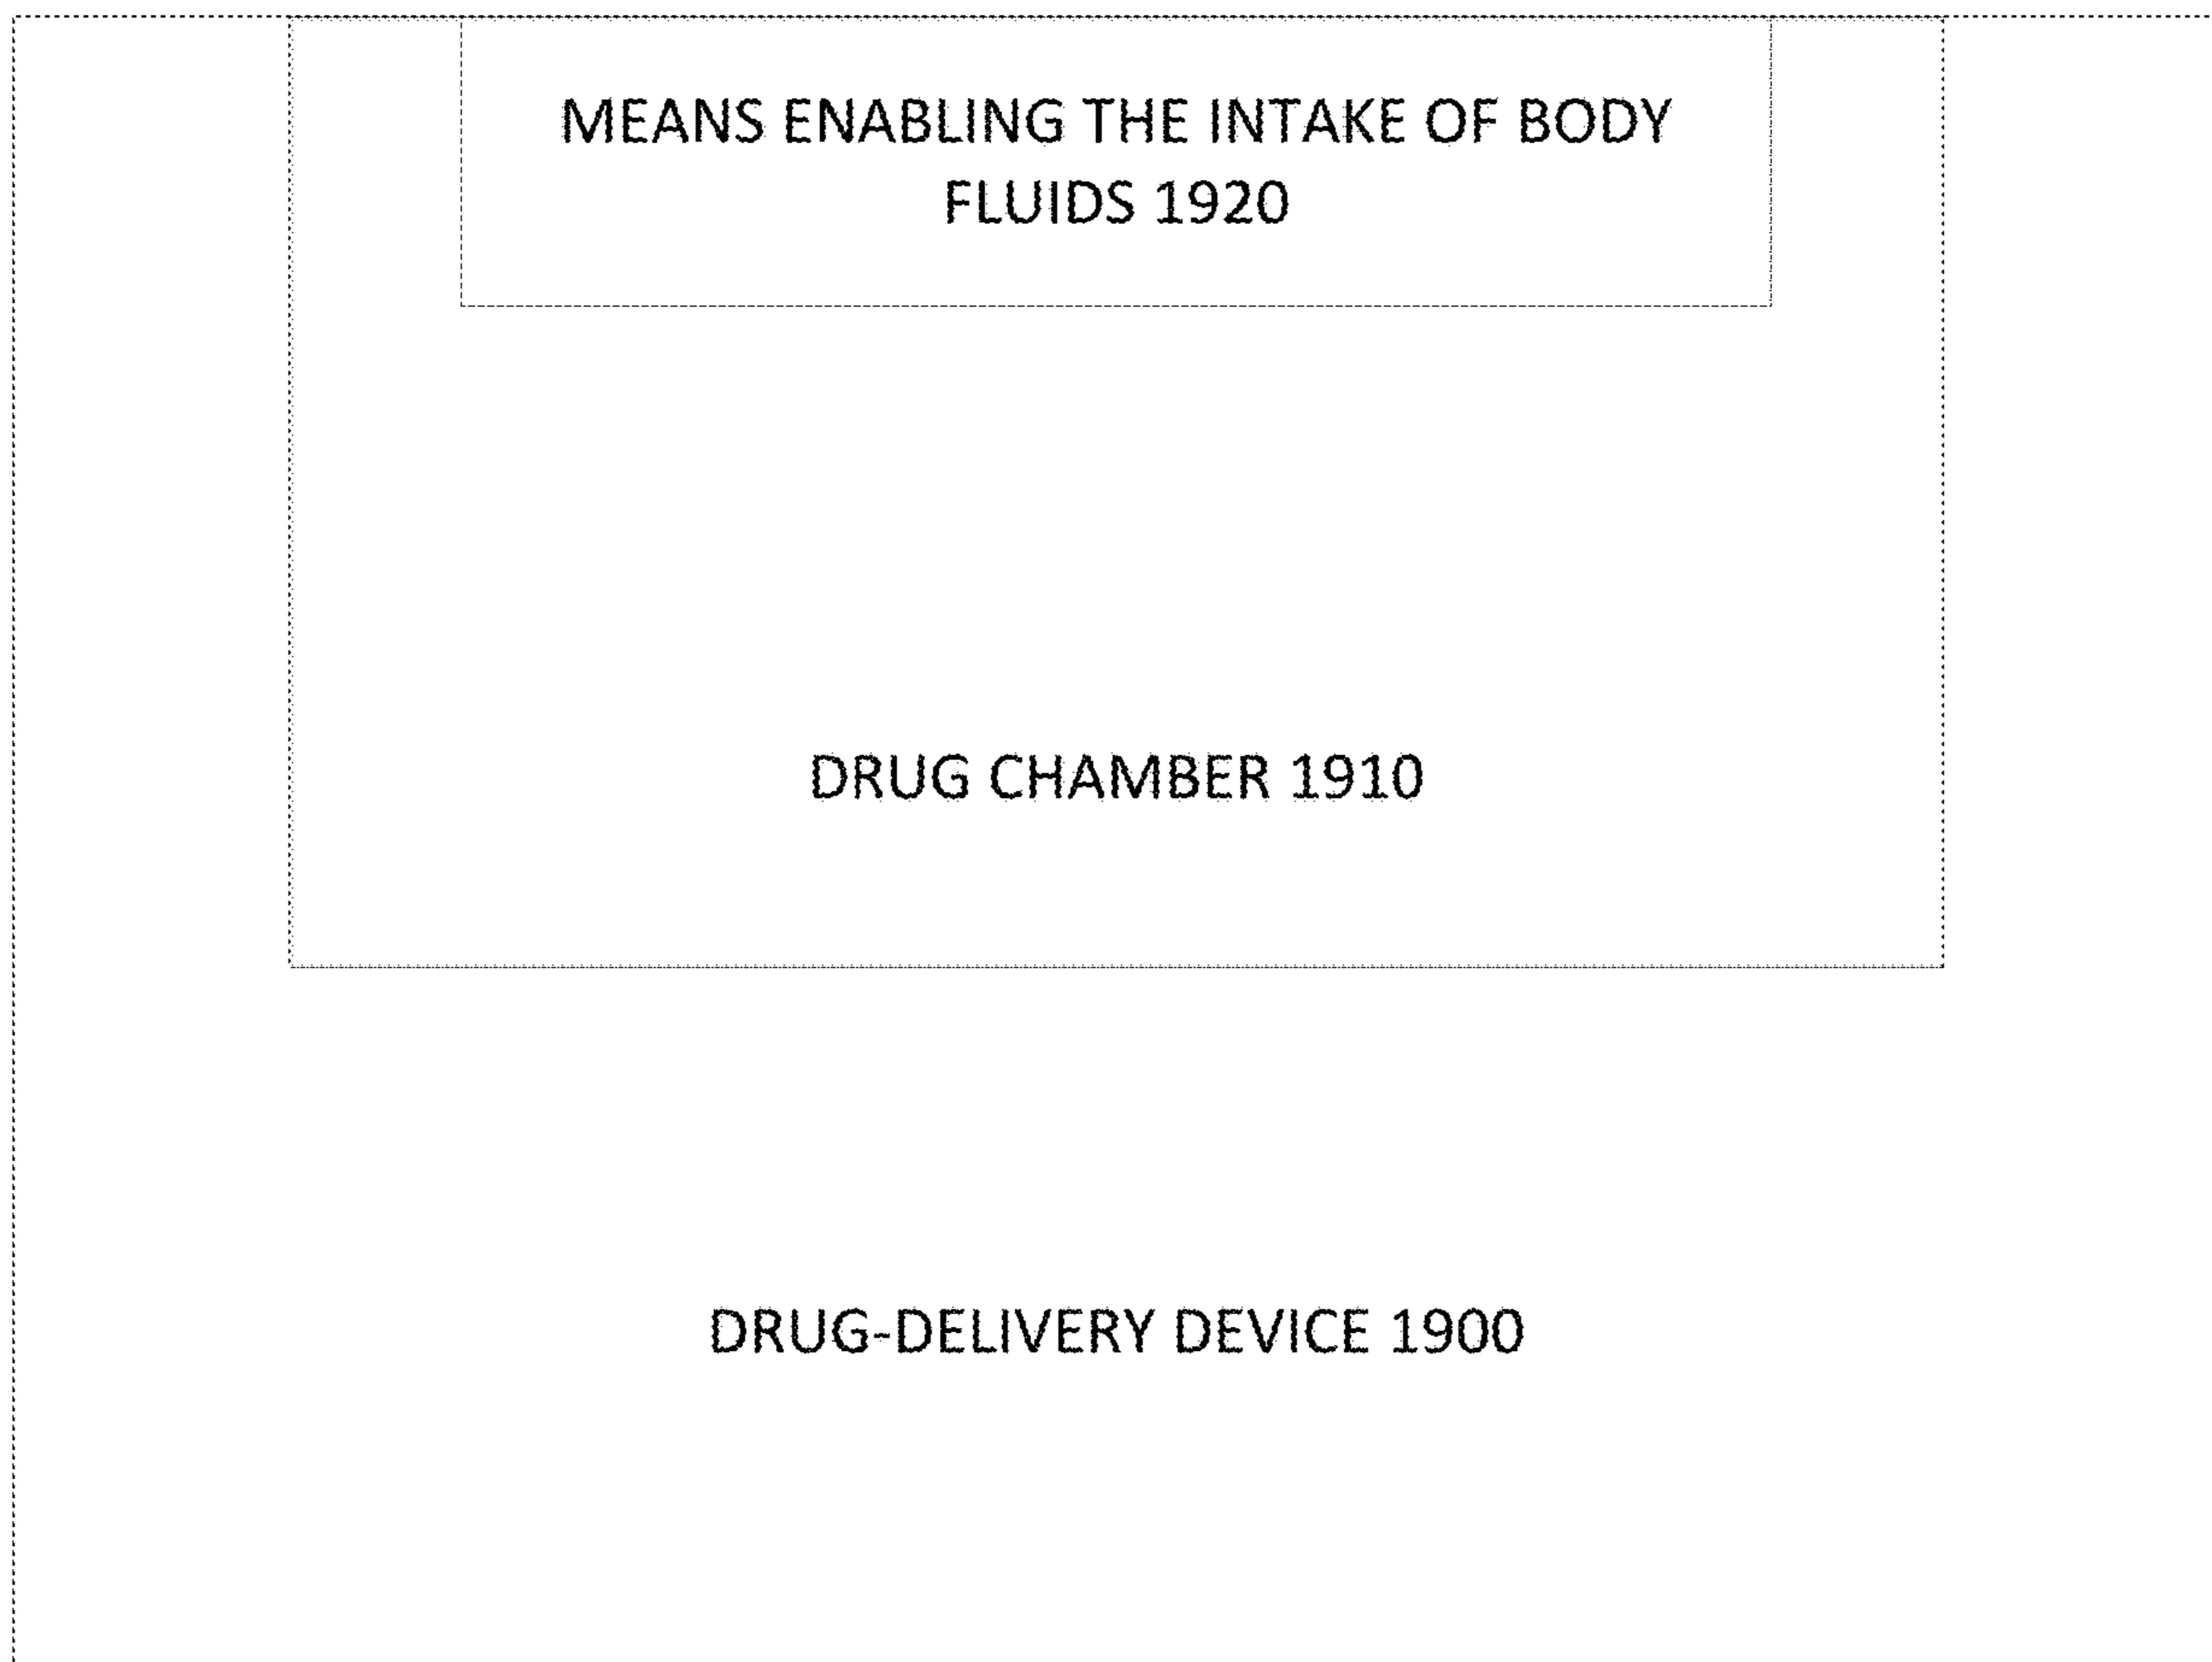 MEANS ENABLING THE INTAKE OF BODY
FLUIDS 1920
DRUG CHAMBER 1910
DRUG-DELIVERY DEVICE 1900